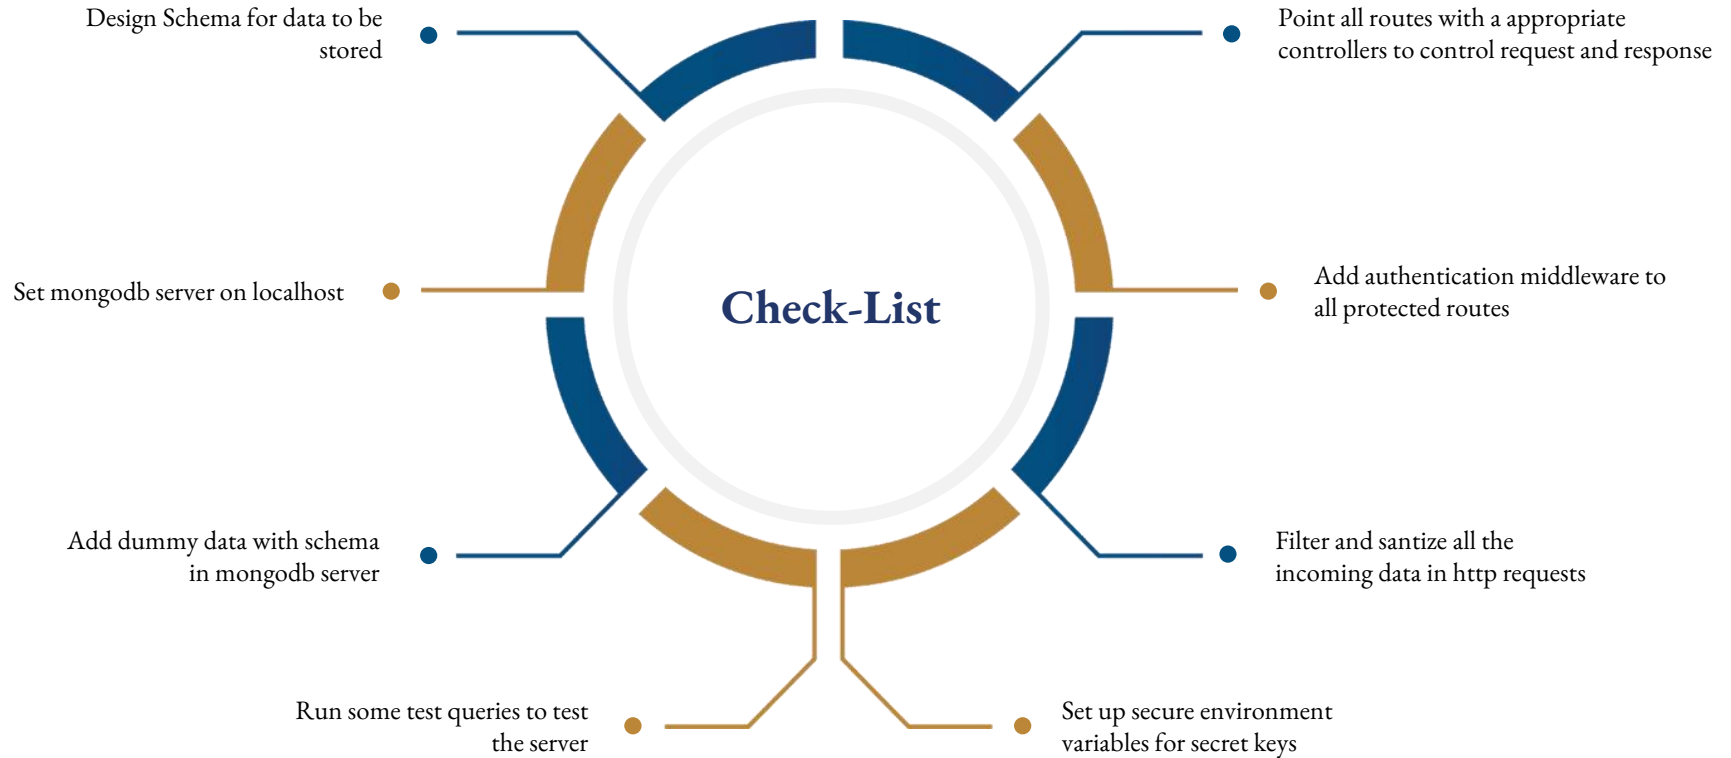 Design Schema for data to be
stored
Point all routes with a appropriate
controllers to control request and response
Set mongodb server on localhost
Check-List
Add authentication middleware to
all protected routes
Add dummy data with schema
in mongodb server
Filter and santize all the
incoming data in http requests
Run some test queries to test
the server
Set up secure environment
variables for secret keys